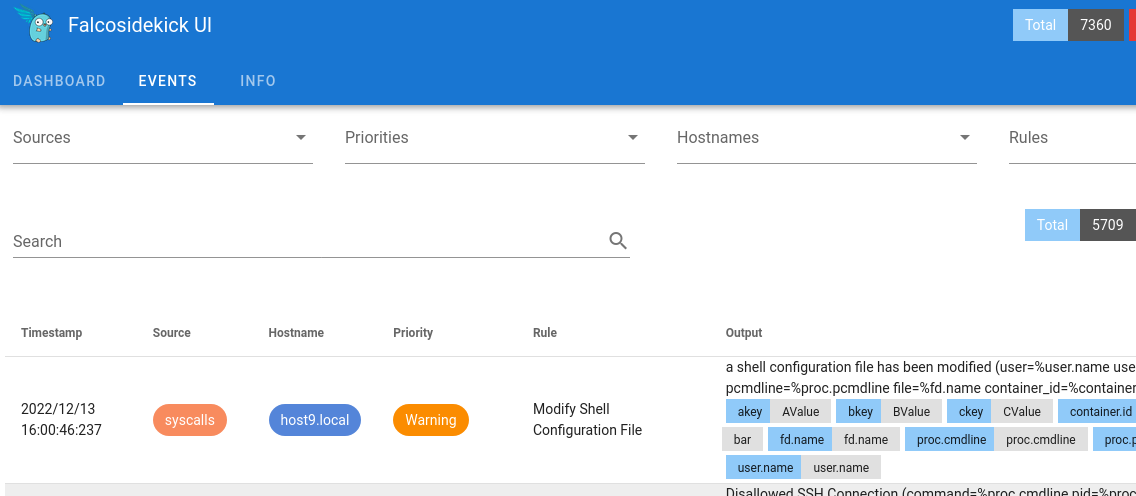 Falcosidekick UI
Total 7360
DASHBOARD EVENTS INFO
Sources Priorities Hostnames Rules
Search
Total 5709
Timestamp Source Hostname Priority Rule Output
a shell configuration file has been modified (user=%user.name use
pcmdline=%proc.pcmdline file=%fd.name container_id=%container
2022/12/13
16:00:46:237
syscalls
host9.local
Warning
Modify Shell
Configuration File
akey AValue bkey BValue ckey CValue container.id
bar fd.name fd.name proc.cmdline proc.cmdline proc.p
user.name user.name
Disallowed SSH Connection (command=%proc.cmdline pid=%proc